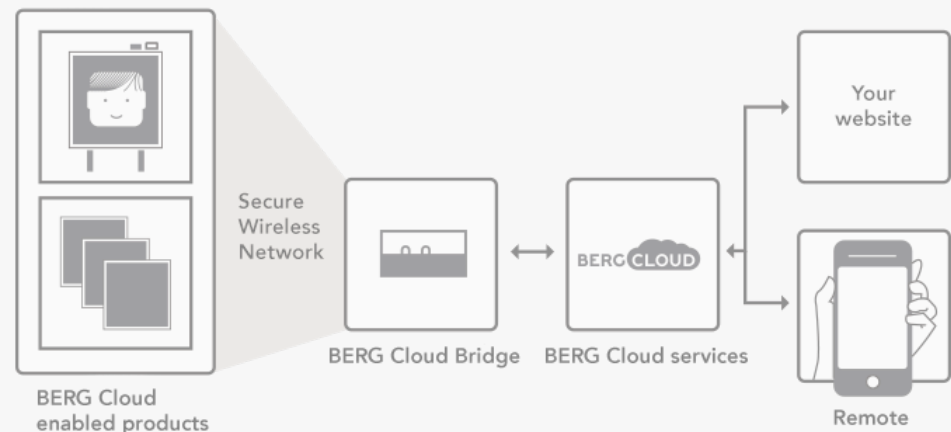 BERG Cloud
enabled products
Secure
Wireless
Network
BERG Cloud Bridge
BERG CLOUD
BERG Cloud services
Your
website
Remote